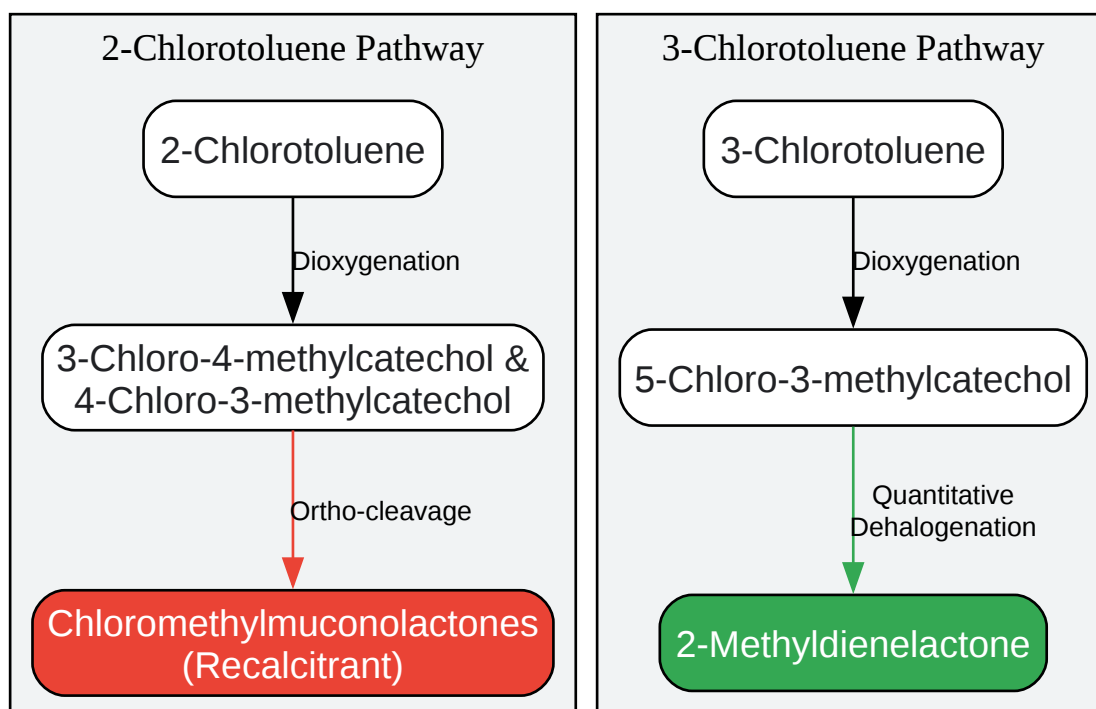 2-Chlorotoluene Pathway
2-Chlorotoluene
Dioxygenation
3-Chloro-4-methylcatechol &
4-Chloro-3-methylcatechol
Ortho-cleavage
Chloromethylmuconolactones
(Recalcitrant)
3-Chlorotoluene Pathway
3-Chlorotoluene
Dioxygenation
5-Chloro-3-methylcatechol
Quantitative
Dehalogenation
2-Methyldienelactone